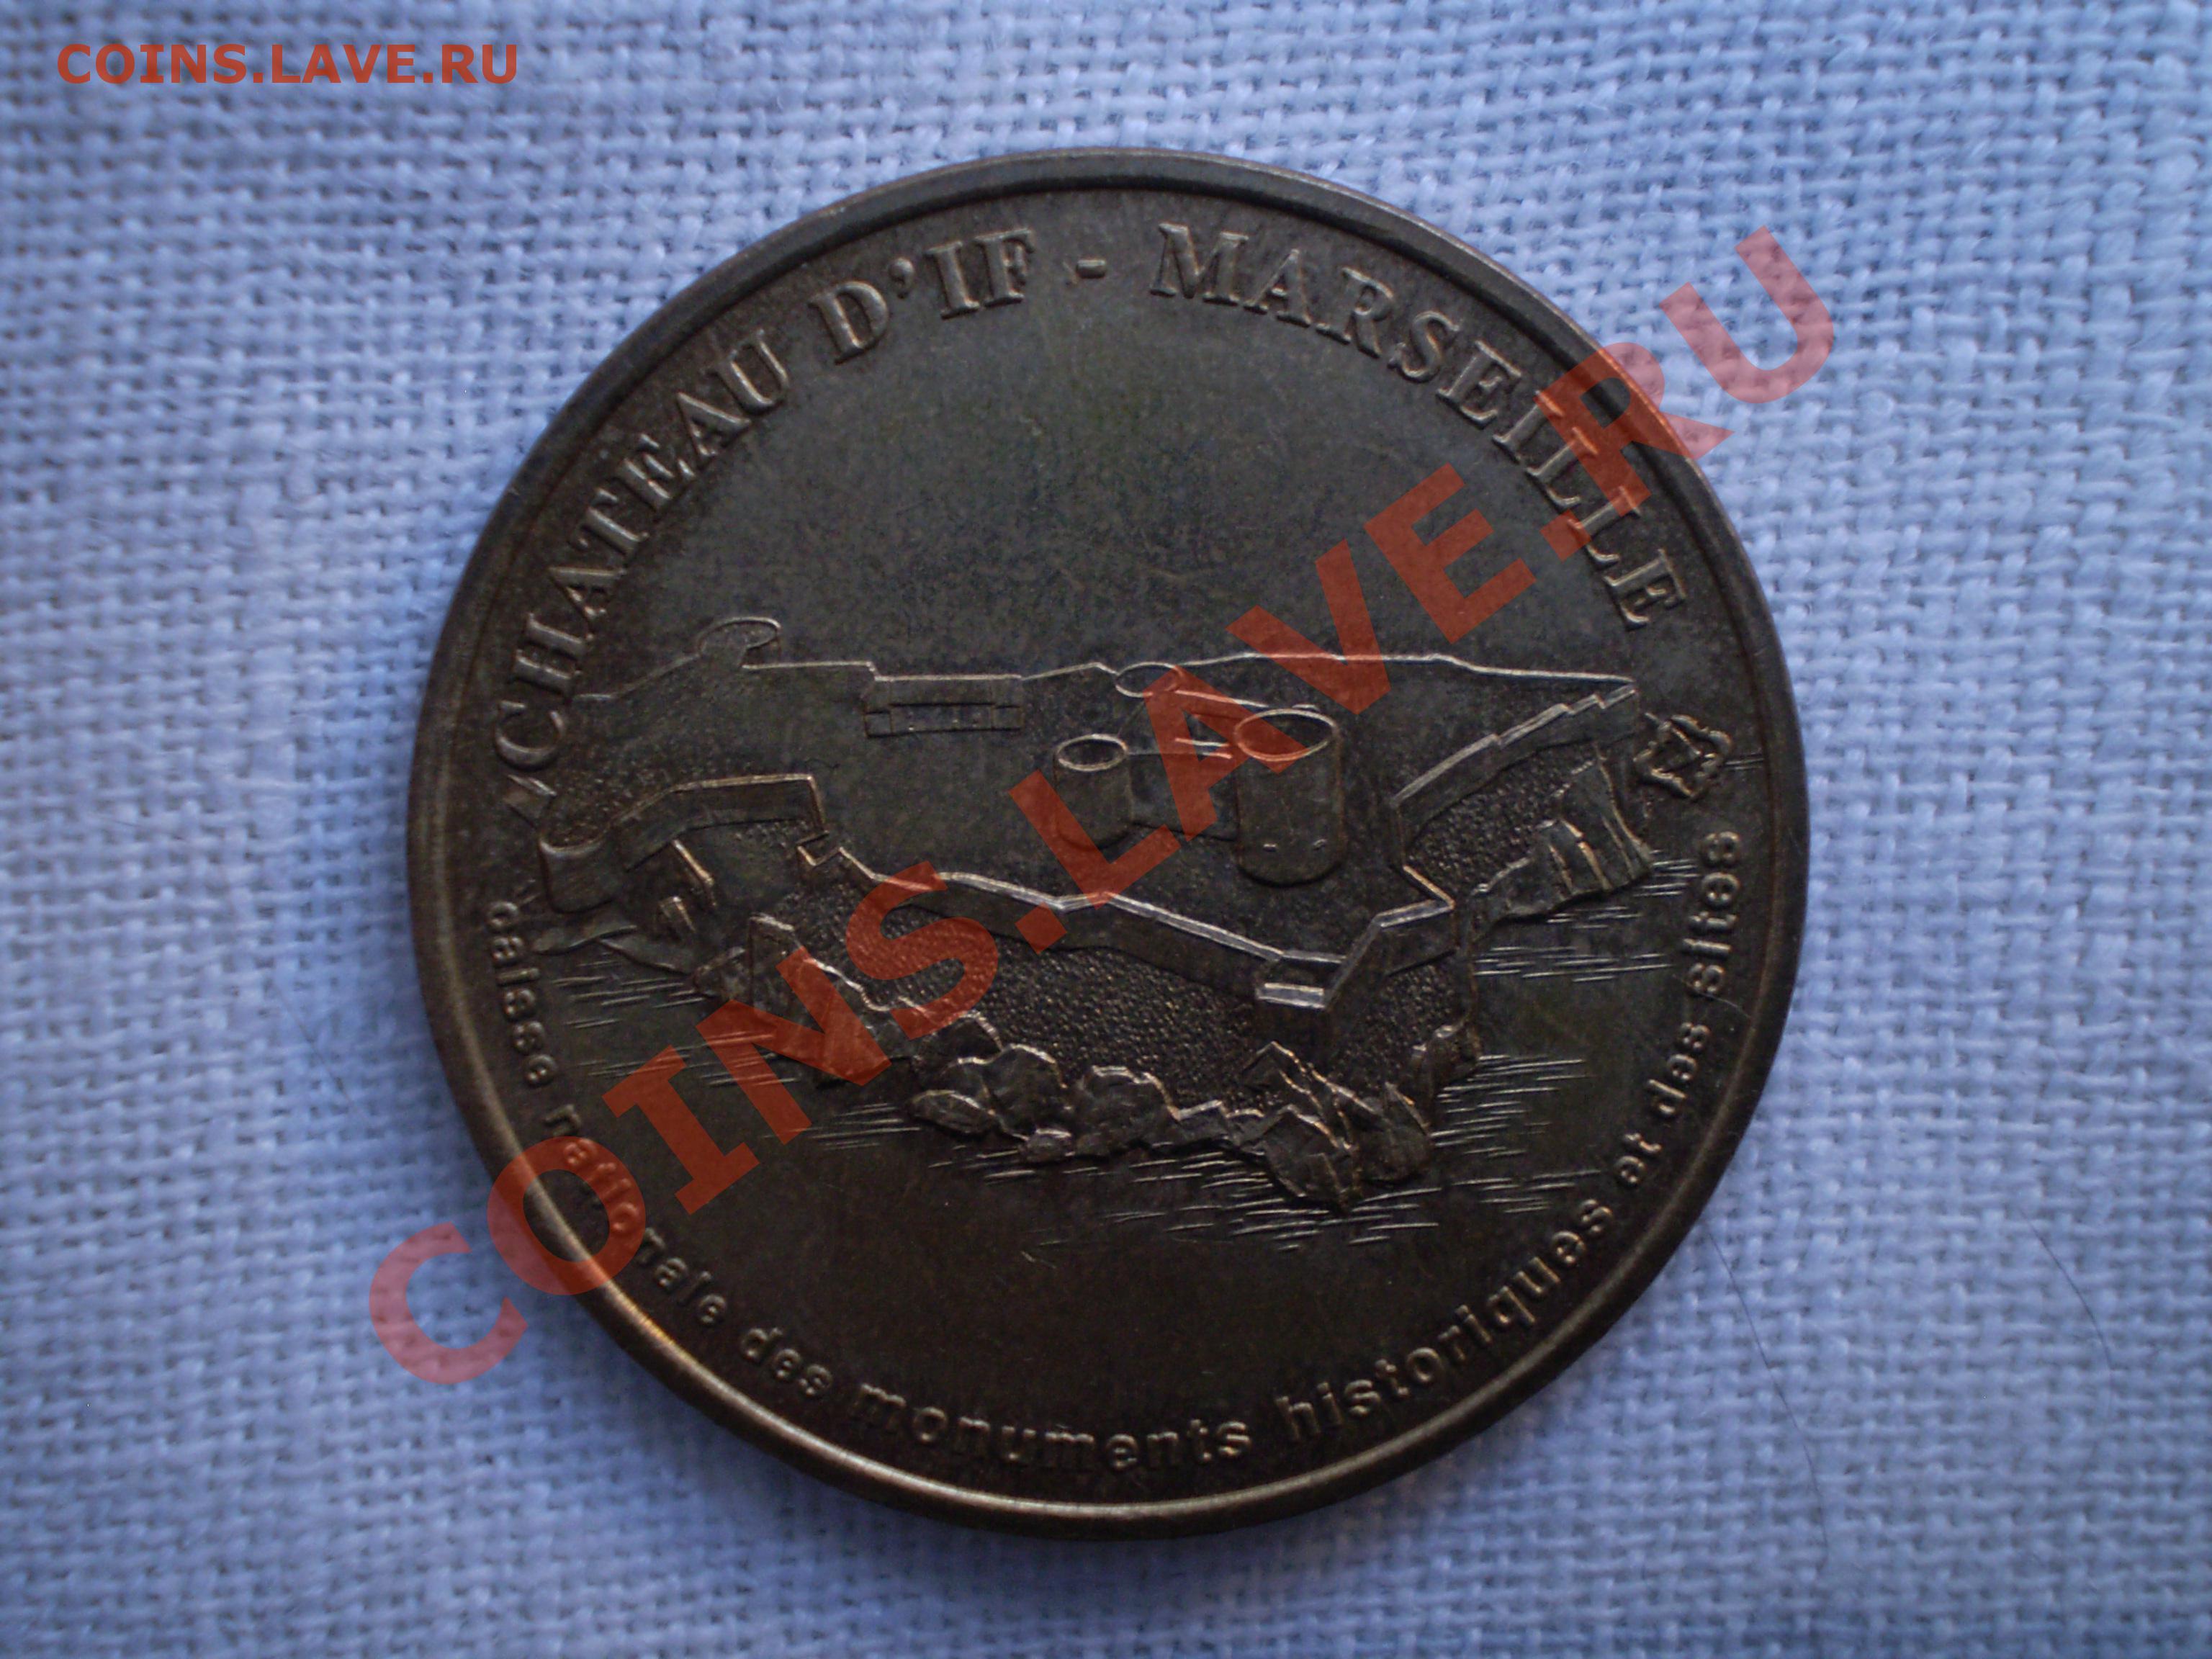 COINS.LAVE.RU
CHATEAU D'IF - MARSEILLE
COINS.LAVE.RU
caisse nationale des monuments historiques et des Sites